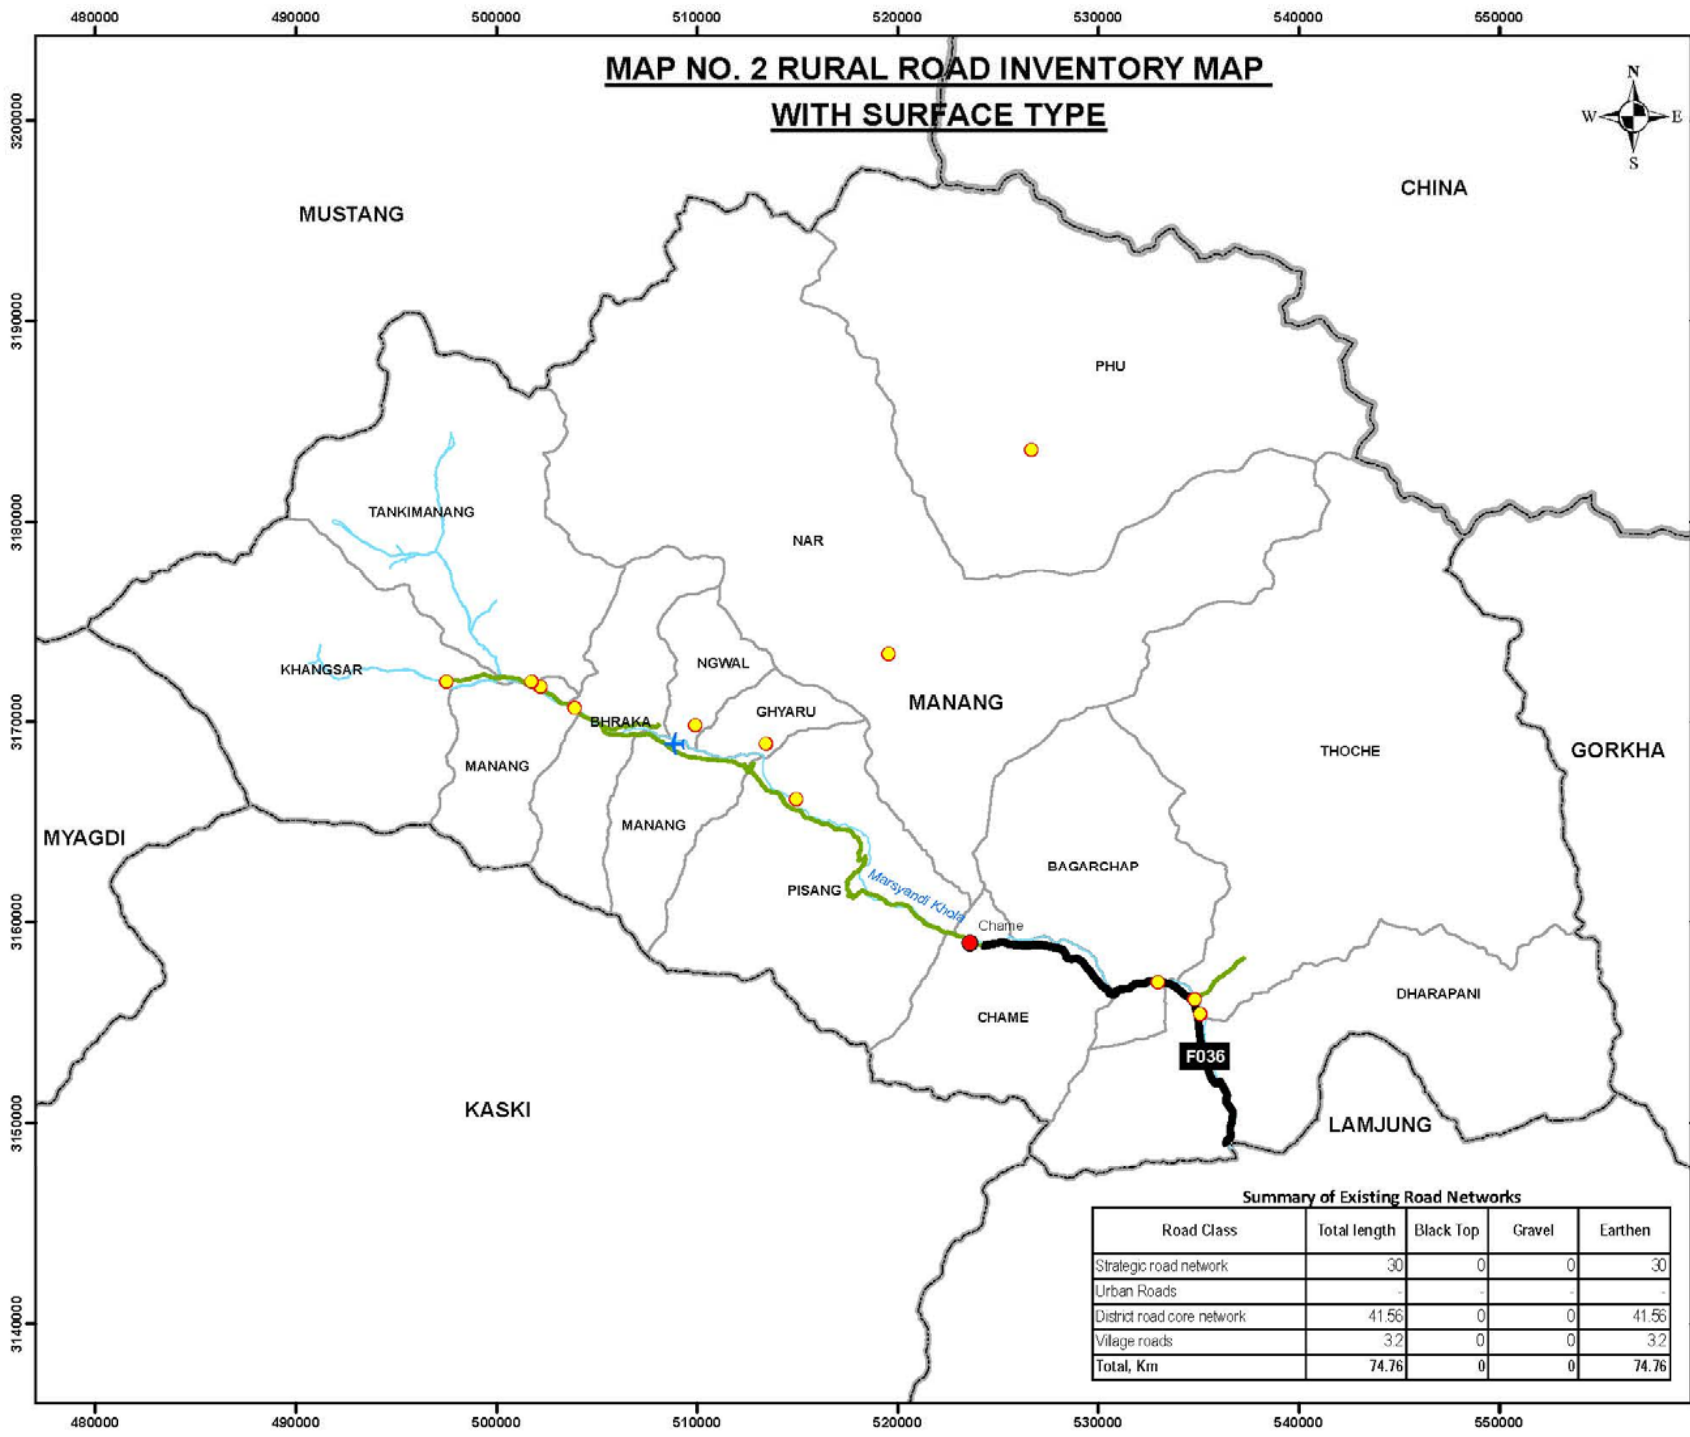 480000 490000 500000 510000 520000 530000 540000 550000
MAP NO. 2 RURAL ROAD INVENTORY MAP
WITH SURFACE TYPE
N
W E
S
3200000
3190000
3180000
3170000
3160000
3150000
3140000
CHINA
MUSTANG
PHU
TANKIMANANG
NAR
KHANGSAR
NGWAL
MANANG
GHYARU
BHRAKA
THOCHE
GORKHA
MANANG
MANANG
MYAGDI
BAGARCHAP
PISANG
Marsyandi Khola
Chame
DHARAPANI
CHAME
F036
KASKI
LAMJUNG
Summary of Existing Road Networks
Road Class Total length Black Top Gravel Earthen
Strategic road network 30 0 0 30
Urban Roads - - - -
District road core network 41.56 0 0 41.56
Village roads 3.2 0 0 3.2
Total, Km 74.76 0 0 74.76
480000 490000 500000 510000 520000 530000 540000 550000